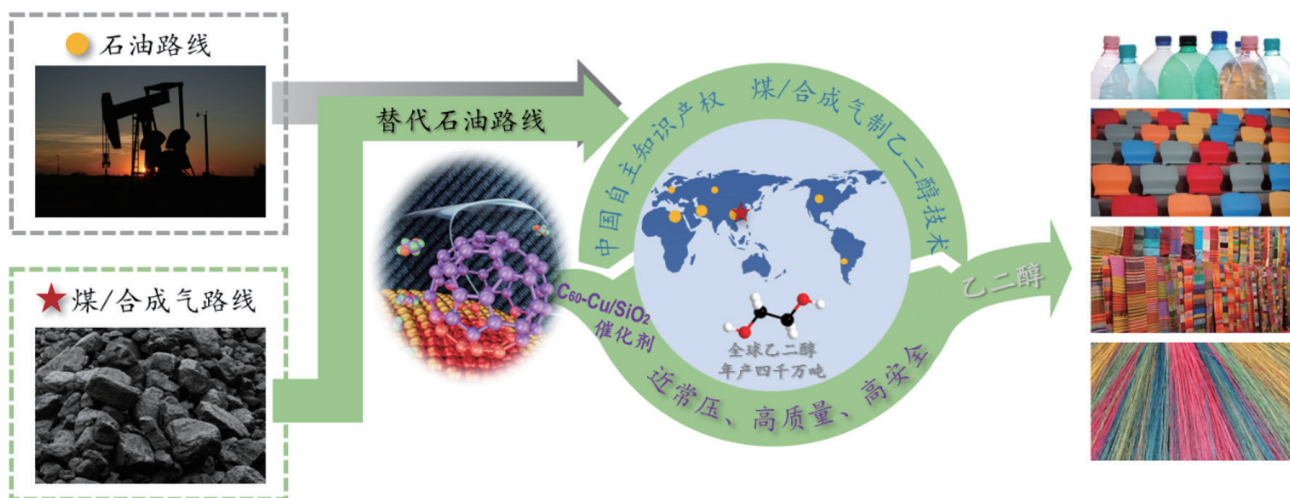 石油路线
替代石油路线
煤/合成气路线
中国自主知识产权 煤/合成气制乙二醇技术
C60-Cu/SiO2
催化剂
全球乙二醇
年产四千万吨
近常压、高质量、高安全
乙二醇